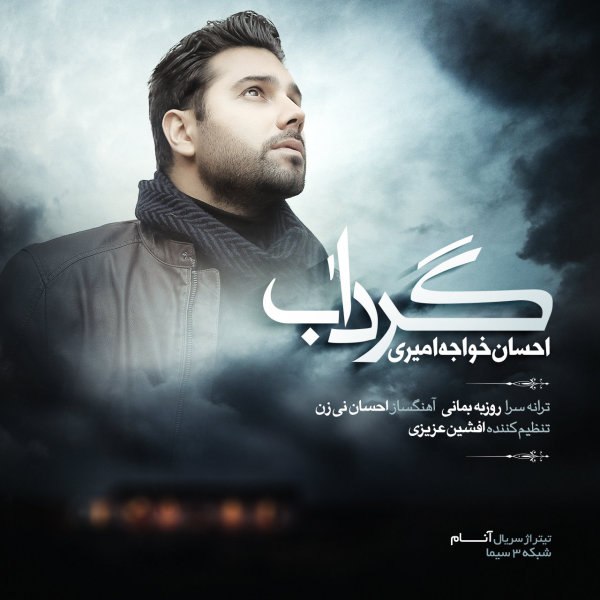 گرداب
احسان خواجه امیری
ترانه سرا روزبه بمانی آهنگساز احسان نی زن
تنظیم کننده افشین عزیزی
تیتراژ سریال آنام
شبکه ۳ سیما